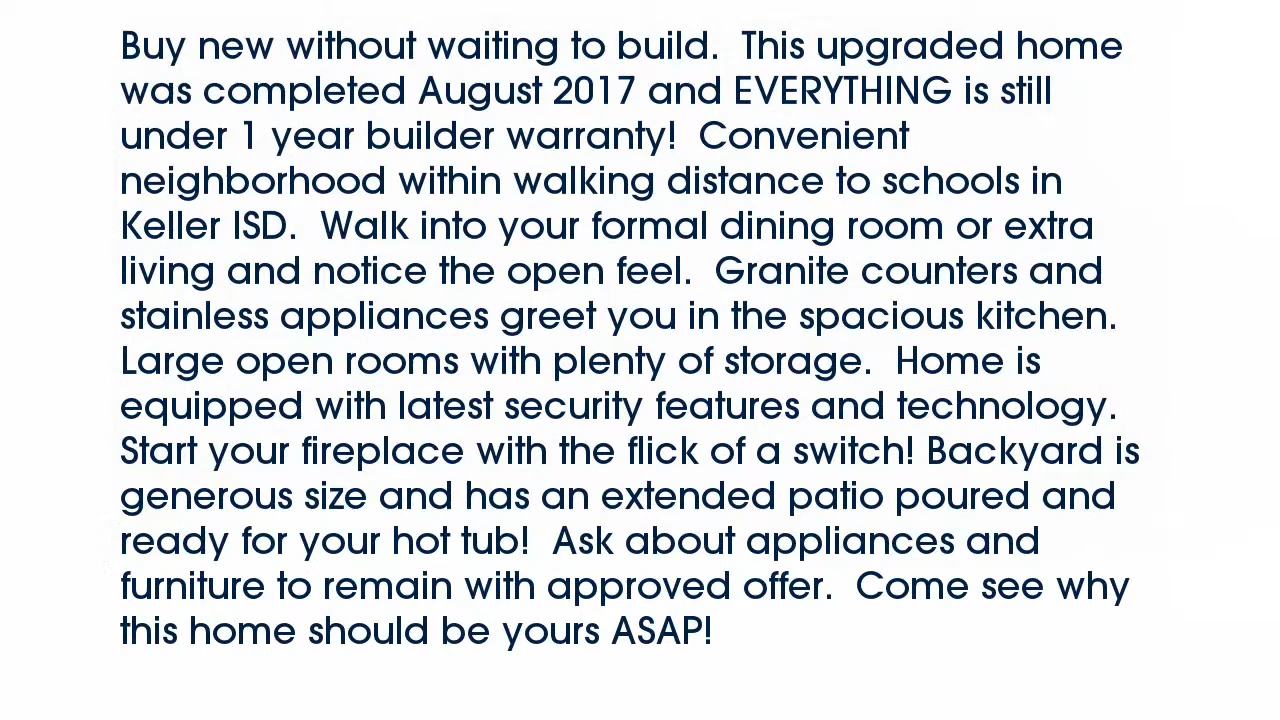 Buy new without waiting to build.  This upgraded home
was completed August 2017 and EVERYTHING is still
under 1 year builder warranty!  Convenient
neighborhood within walking distance to schools in
Keller ISD.  Walk into your formal dining room or extra
living and notice the open feel.  Granite counters and
stainless appliances greet you in the spacious kitchen.
Large open rooms with plenty of storage.  Home is
equipped with latest security features and technology.
Start your fireplace with the flick of a switch! Backyard is
generous size and has an extended patio poured and
ready for your hot tub!  Ask about appliances and
furniture to remain with approved offer.  Come see why
this home should be yours ASAP!